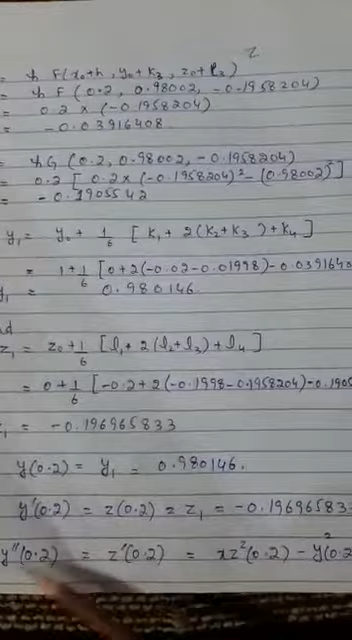 z
= h F(x₀+h, y₀+k₃, z₀+l₃)
= h F(0.2, 0.98002, -0.1958204)
= 0.2 × (-0.1958204)
= -0.03916408
= hG (0.2, 0.98002, -0.1958204)
= 0.2 [0.2×(-0.1958204)² - (0.98002)²]
= -0.1905542
y₁ = y₀ + 1/6 [k₁ + 2(k₂+k₃) + k₄]
= 1 + 1/6 [0+2(-0.02-0.01998)-0.0391640
y₁ = 0.980146
z₁ = z₀ + 1/6 [l₁ + 2(l₂+l₃) + l₄]
= 0 + 1/6 [-0.2+2(-0.1998-0.1958204)-0.1905
= -0.196965833
y(0.2) = y₁ = 0.980146.
y'(0.2) = z(0.2) = z₁ = -0.19696583
y''(0.2) = z'(0.2) = xz²(0.2) - y²(0.2